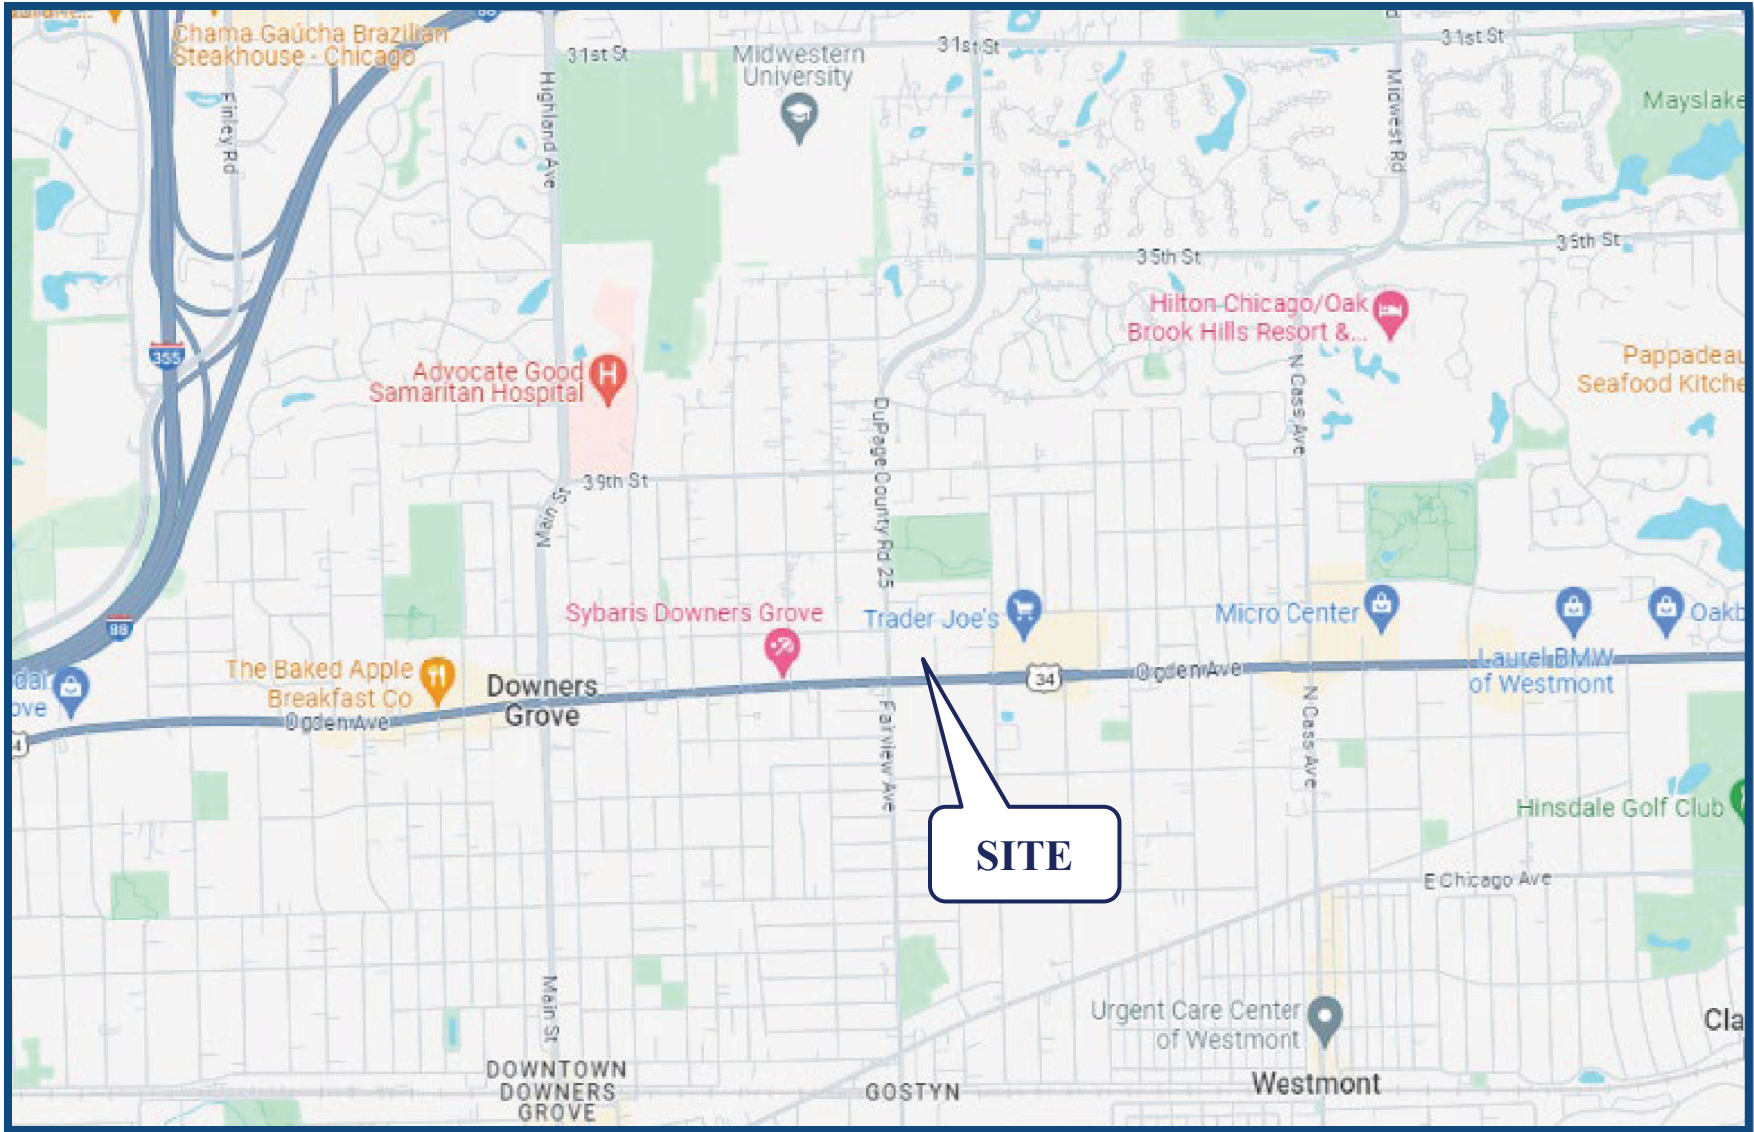 Chama Gaúcha Brazilian
Steakhouse - Chicago
88
31st St
Midwestern
University
31st St
31st St
Finley Rd
Highland Ave
Midwest Rd
Mayslake
35th St
35th St
Hilton Chicago/Oak
Brook Hills Resort &...
355
Advocate Good
Samaritan Hospital
H
N Cass Ave
Pappadeau
Seafood Kitche
DuPage County Rd 25
39th St
Main St
88
Sybaris Downers Grove
Trader Joe's
Micro Center
Oakb
The Baked Apple
Breakfast Co
Downers
Grove
Ogden Ave
34
Ogden Ave
Laurel BMW
of Westmont
dai
ove
4
Fairview Ave
N Cass Ave
Hinsdale Golf Club
SITE
E Chicago Ave
Main St
Urgent Care Center
of Westmont
Cla
DOWNTOWN
DOWNERS
GROVE
GOSTYN
Westmont